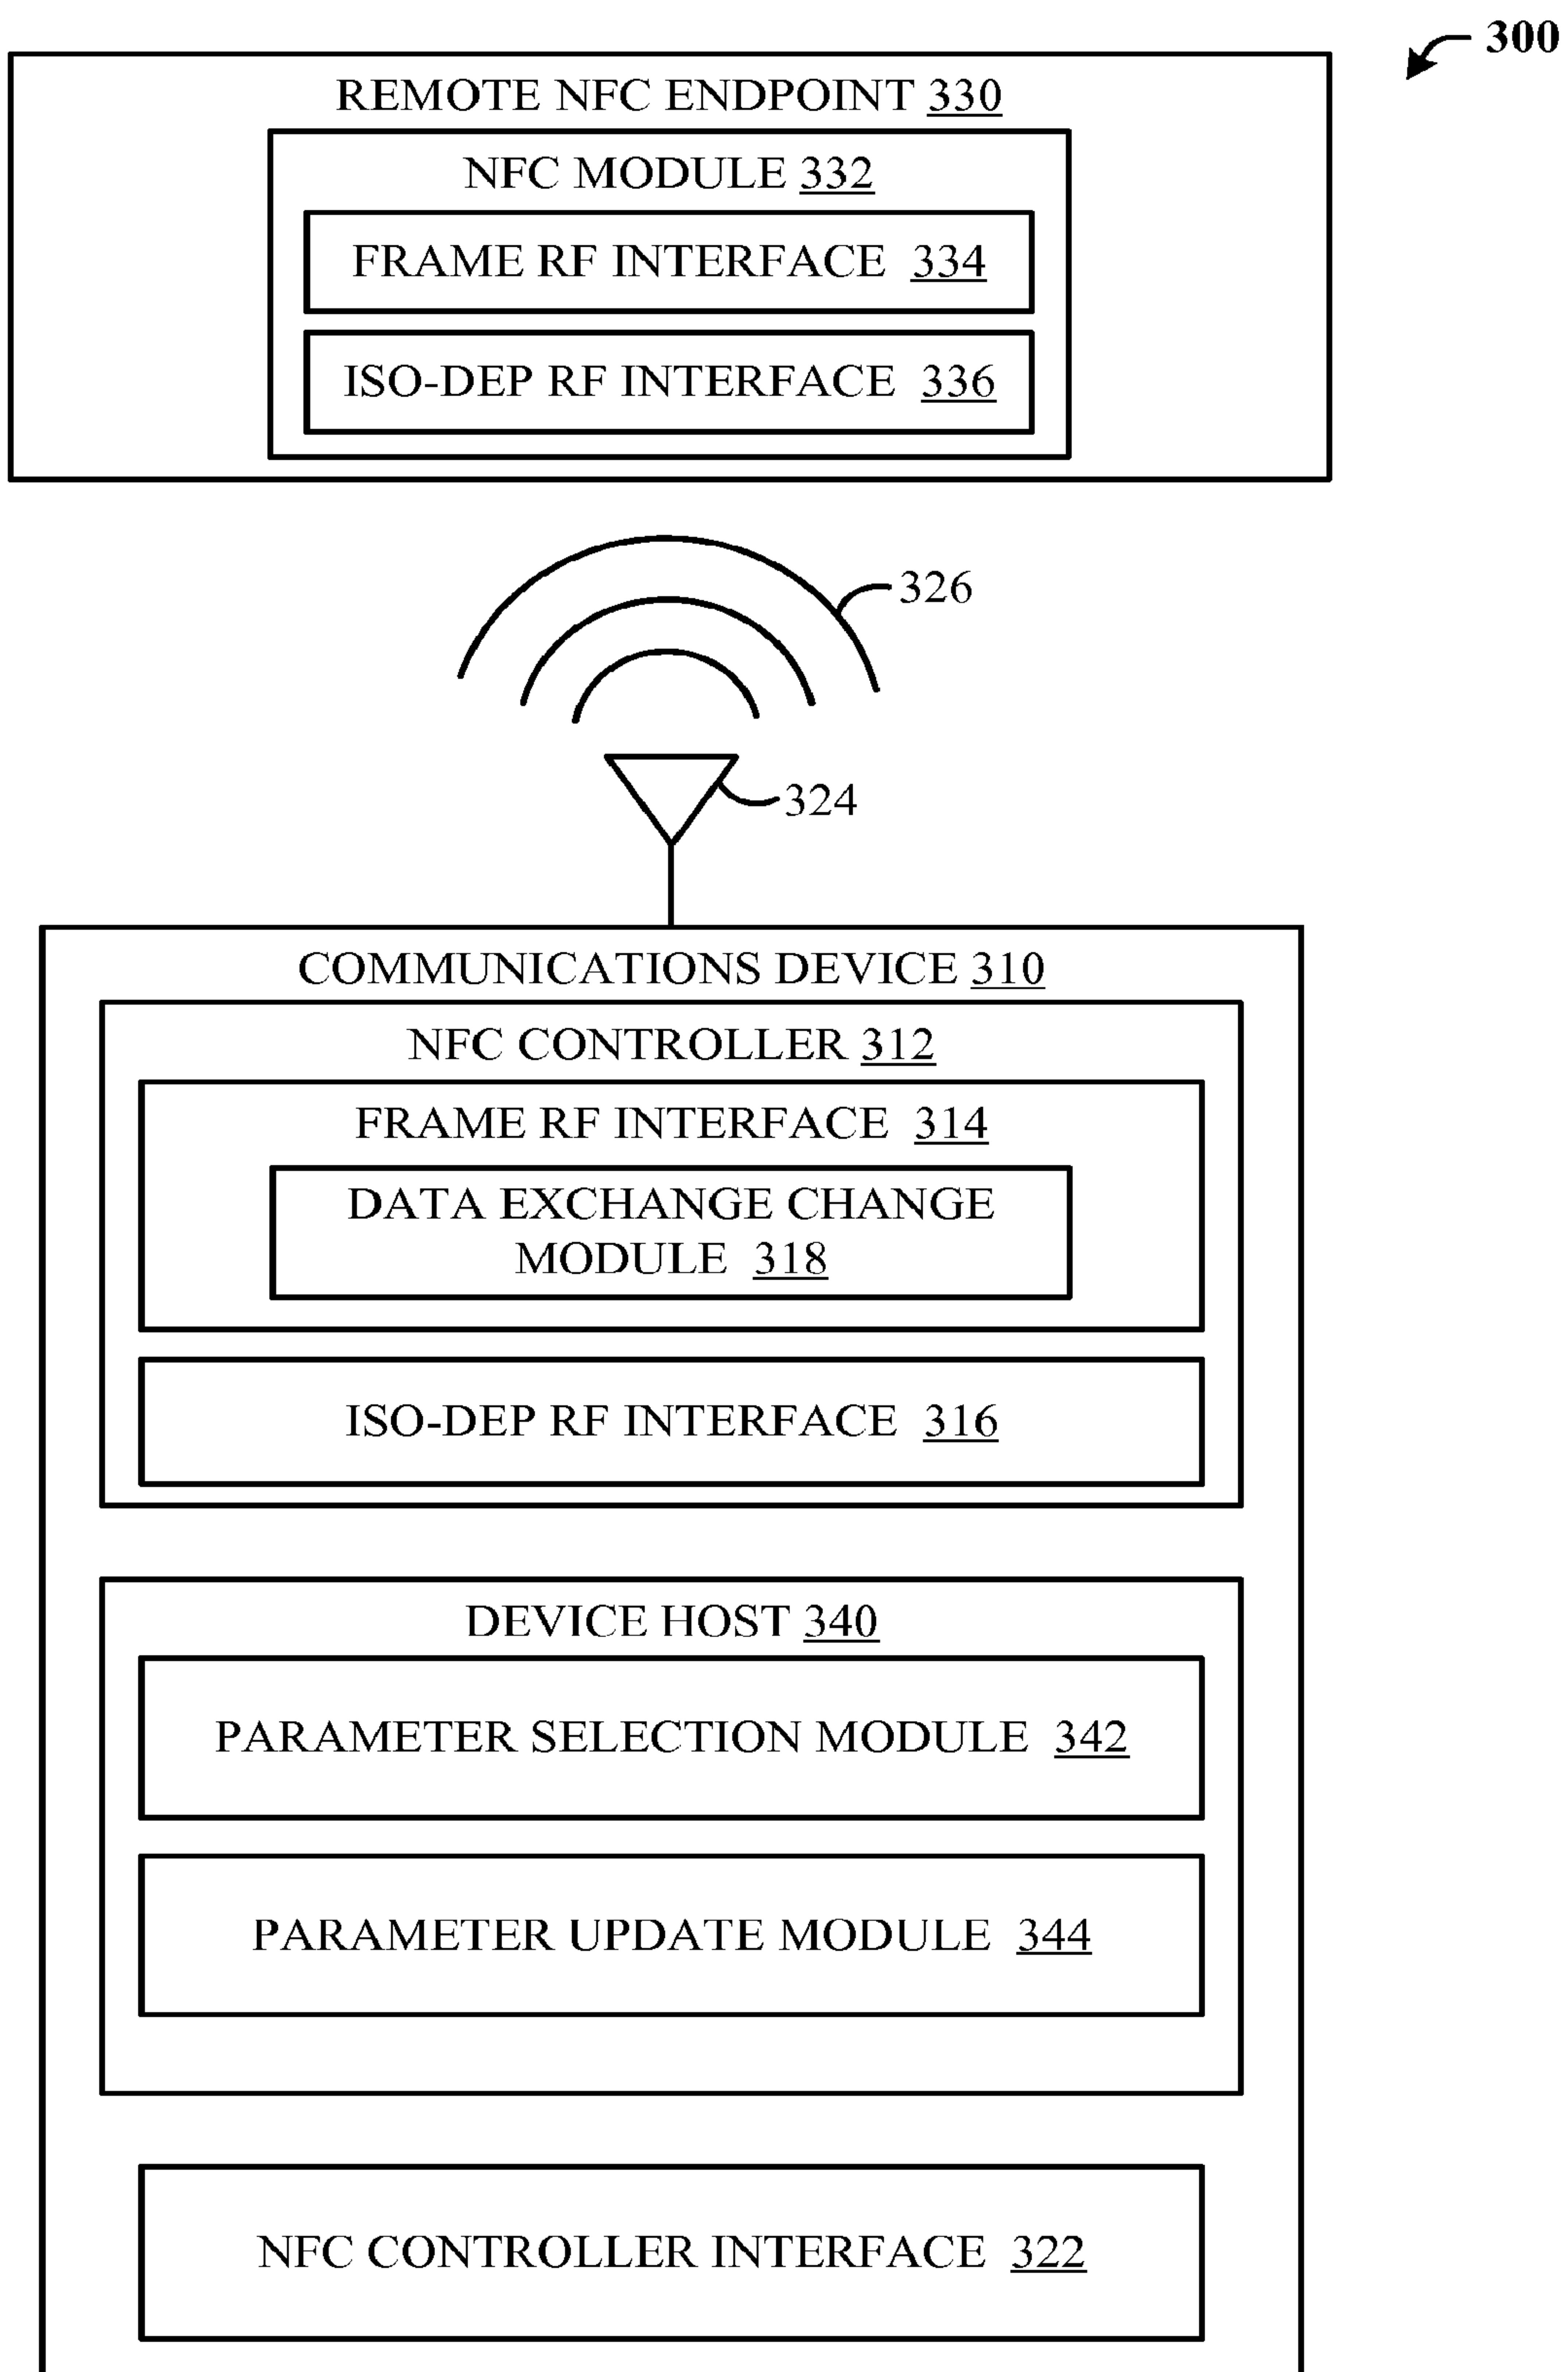 300
REMOTE NFC ENDPOINT 330
NFC MODULE 332
FRAME RF INTERFACE 334
ISO-DEP RF INTERFACE 336
326
324
COMMUNICATIONS DEVICE 310
NFC CONTROLLER 312
FRAME RF INTERFACE 314
DATA EXCHANGE CHANGE
MODULE 318
ISO-DEP RF INTERFACE 316
DEVICE HOST 340
PARAMETER SELECTION MODULE 342
PARAMETER UPDATE MODULE 344
NFC CONTROLLER INTERFACE 322